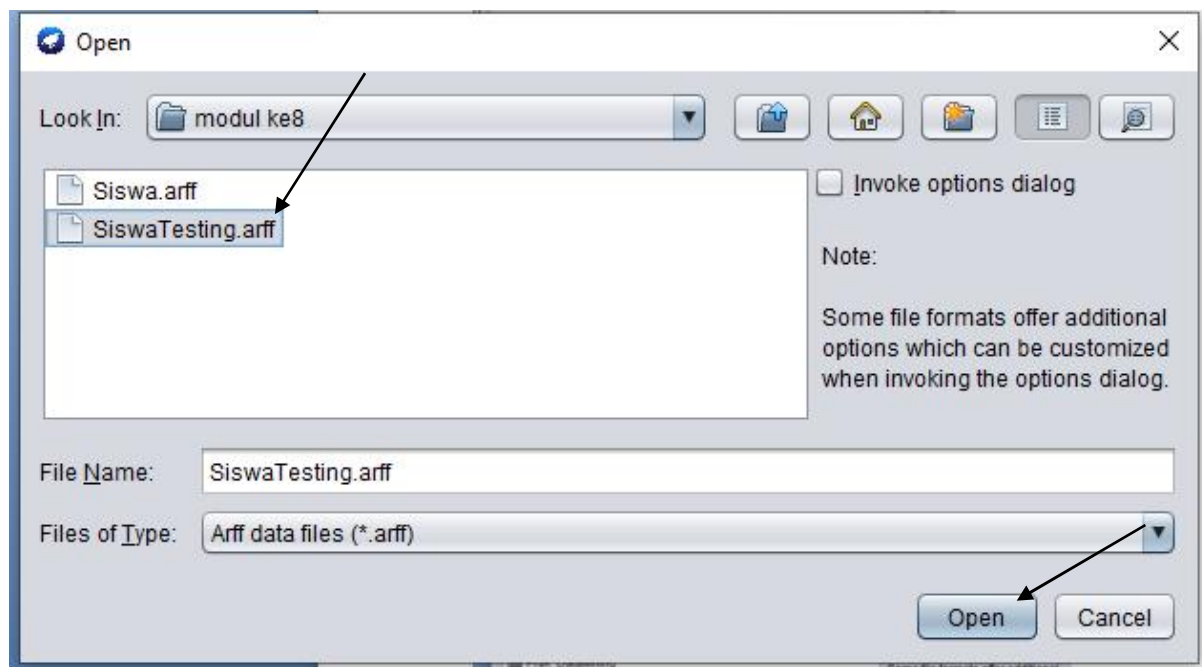 Open
Look In:
modul ke8
Siswa.arff
SiswaTesting.arff
Invoke options dialog
Note:
Some file formats offer additional
options which can be customized
when invoking the options dialog.
File Name:
SiswaTesting.arff
Files of Type:
Arff data files (*.arff)
Open
Cancel